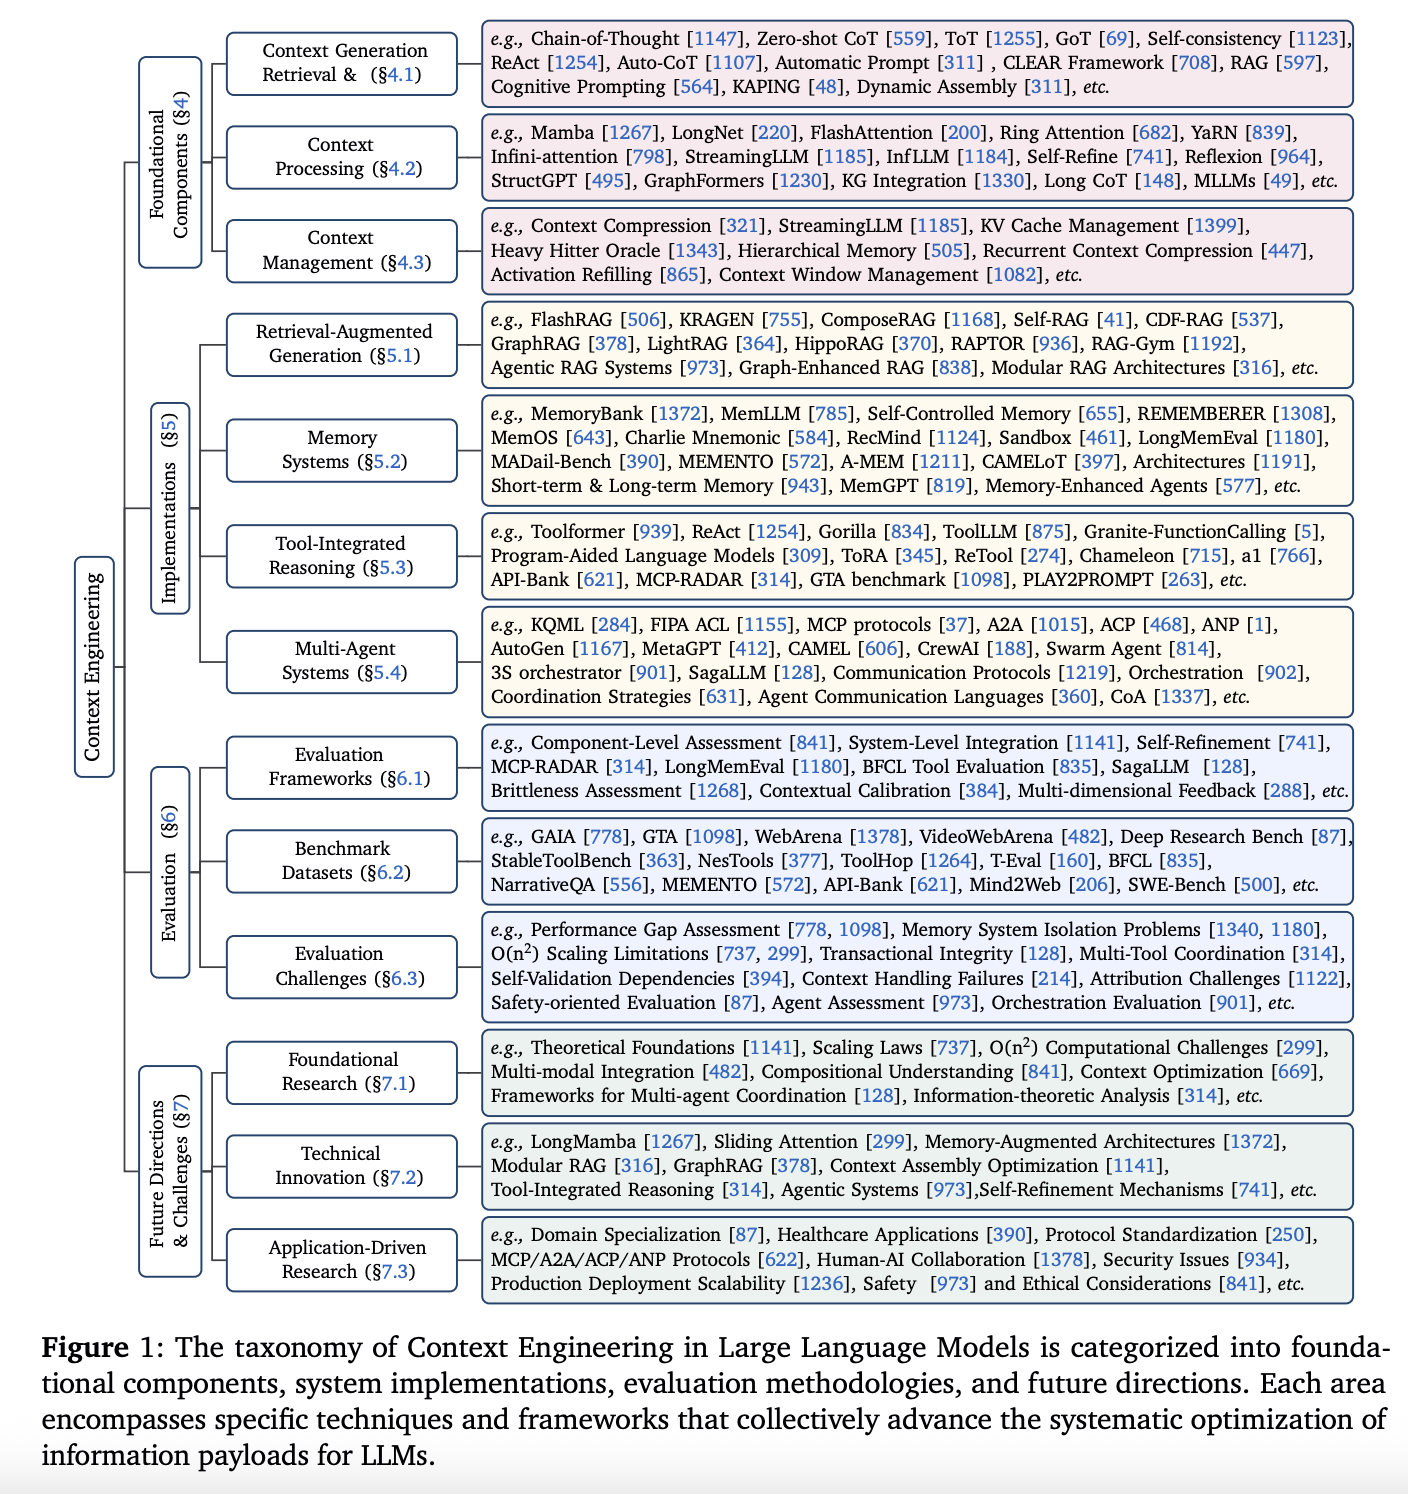 Context Engineering
Foundational
Components (§4)
Context Generation
Retrieval & (§4.1)
e.g., Chain-of-Thought [1147], Zero-shot CoT [559], ToT [1255], GoT [69], Self-consistency [1123],
ReAct [1254], Auto-CoT [1107], Automatic Prompt [311] , CLEAR Framework [708], RAG [597],
Cognitive Prompting [564], KAPING [48], Dynamic Assembly [311], etc.
Context
Processing (§4.2)
e.g., Mamba [1267], LongNet [220], FlashAttention [200], Ring Attention [682], YaRN [839],
Infini-attention [798], StreamingLLM [1185], InfLLM [1184], Self-Refine [741], Reflexion [964],
StructGPT [495], GraphFormers [1230], KG Integration [1330], Long CoT [148], MLLMs [49], etc.
Context
Management (§4.3)
e.g., Context Compression [321], StreamingLLM [1185], KV Cache Management [1399],
Heavy Hitter Oracle [1343], Hierarchical Memory [505], Recurrent Context Compression [447],
Activation Refilling [865], Context Window Management [1082], etc.
Implementations (§5)
Retrieval-Augmented
Generation (§5.1)
e.g., FlashRAG [506], KRAGEN [755], ComposeRAG [1168], Self-RAG [41], CDF-RAG [537],
GraphRAG [378], LightRAG [364], HippoRAG [370], RAPTOR [936], RAG-Gym [1192],
Agentic RAG Systems [973], Graph-Enhanced RAG [838], Modular RAG Architectures [316], etc.
Memory
Systems (§5.2)
e.g., MemoryBank [1372], MemLLM [785], Self-Controlled Memory [655], REMEMBERER [1308],
MemOS [643], Charlie Mnemonic [584], RecMind [1124], Sandbox [461], LongMemEval [1180],
MADail-Bench [390], MEMENTO [572], A-MEM [1211], CAMELoT [397], Architectures [1191],
Short-term & Long-term Memory [943], MemGPT [819], Memory-Enhanced Agents [577], etc.
Tool-Integrated
Reasoning (§5.3)
e.g., Toolformer [939], ReAct [1254], Gorilla [834], ToolLLM [875], Granite-FunctionCalling [5],
Program-Aided Language Models [309], ToRA [345], ReTool [274], Chameleon [715], a1 [766],
API-Bank [621], MCP-RADAR [314], GTA benchmark [1098], PLAY2PROMPT [263], etc.
Multi-Agent
Systems (§5.4)
e.g., KQML [284], FIPA ACL [1155], MCP protocols [37], A2A [1015], ACP [468], ANP [1],
AutoGen [1167], MetaGPT [412], CAMEL [606], CrewAI [188], Swarm Agent [814],
3S orchestrator [901], SagaLLM [128], Communication Protocols [1219], Orchestration [902],
Coordination Strategies [631], Agent Communication Languages [360], CoA [1337], etc.
Evaluation (§6)
Evaluation
Frameworks (§6.1)
e.g., Component-Level Assessment [841], System-Level Integration [1141], Self-Refinement [741],
MCP-RADAR [314], LongMemEval [1180], BFCL Tool Evaluation [835], SagaLLM [128],
Brittleness Assessment [1268], Contextual Calibration [384], Multi-dimensional Feedback [288], etc.
Benchmark
Datasets (§6.2)
e.g., GAIA [778], GTA [1098], WebArena [1378], VideoWebArena [482], Deep Research Bench [87],
StableToolBench [363], NesTools [377], ToolHop [1264], T-Eval [160], BFCL [835],
NarrativeQA [556], MEMENTO [572], API-Bank [621], Mind2Web [206], SWE-Bench [500], etc.
Evaluation
Challenges (§6.3)
e.g., Performance Gap Assessment [778, 1098], Memory System Isolation Problems [1340, 1180],
O(n²) Scaling Limitations [737, 299], Transactional Integrity [128], Multi-Tool Coordination [314],
Self-Validation Dependencies [394], Context Handling Failures [214], Attribution Challenges [1122],
Safety-oriented Evaluation [87], Agent Assessment [973], Orchestration Evaluation [901], etc.
Future Directions
& Challenges (§7)
Foundational
Research (§7.1)
e.g., Theoretical Foundations [1141], Scaling Laws [737], O(n²) Computational Challenges [299],
Multi-modal Integration [482], Compositional Understanding [841], Context Optimization [669],
Frameworks for Multi-agent Coordination [128], Information-theoretic Analysis [314], etc.
Technical
Innovation (§7.2)
e.g., LongMamba [1267], Sliding Attention [299], Memory-Augmented Architectures [1372],
Modular RAG [316], GraphRAG [378], Context Assembly Optimization [1141],
Tool-Integrated Reasoning [314], Agentic Systems [973],Self-Refinement Mechanisms [741], etc.
Application-Driven
Research (§7.3)
e.g., Domain Specialization [87], Healthcare Applications [390], Protocol Standardization [250],
MCP/A2A/ACP/ANP Protocols [622], Human-AI Collaboration [1378], Security Issues [934],
Production Deployment Scalability [1236], Safety [973] and Ethical Considerations [841], etc.
Figure 1: The taxonomy of Context Engineering in Large Language Models is categorized into founda-
tional components, system implementations, evaluation methodologies, and future directions. Each area
encompasses specific techniques and frameworks that collectively advance the systematic optimization of
information payloads for LLMs.